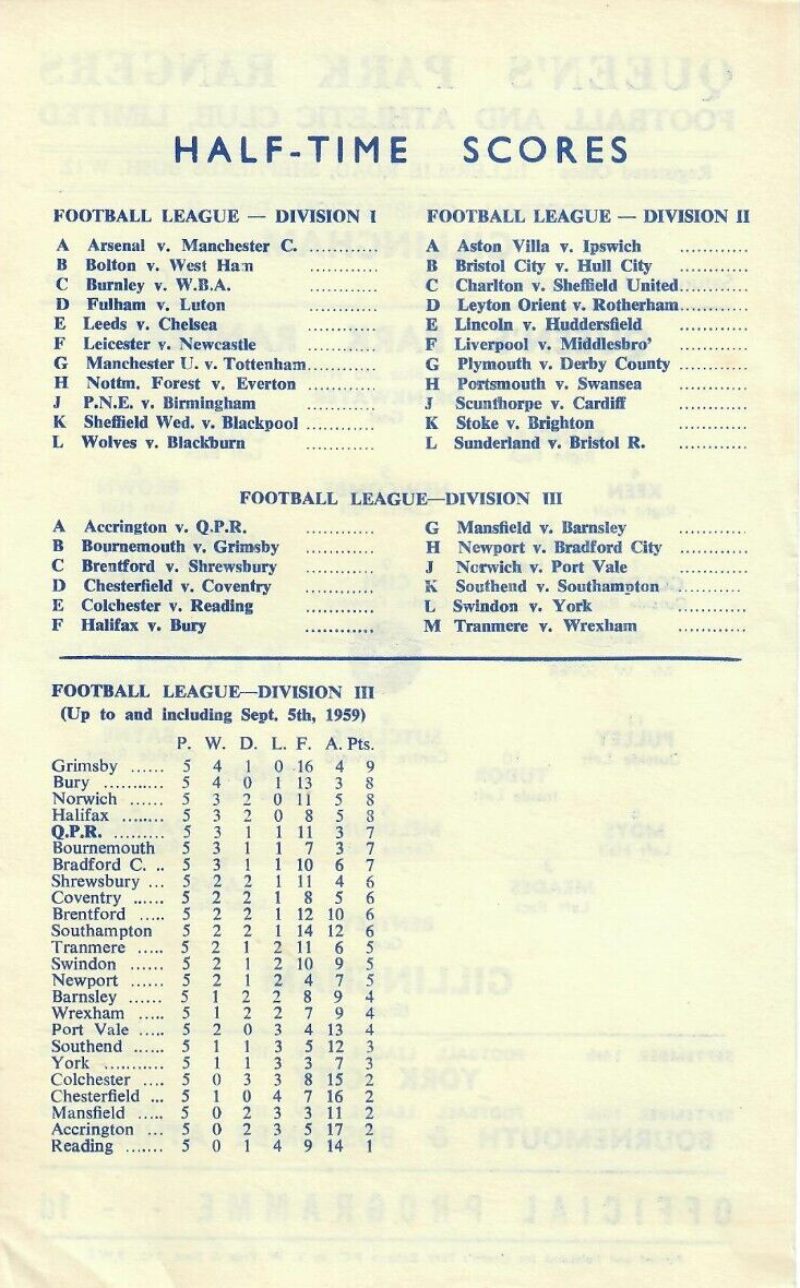 HALF-TIME SCORES
FOOTBALL LEAGUE — DIVISION I
A Arsenal v. Manchester C. ............
B Bolton v. West Ham ............
C Burnley v. W.B.A. ............
D Fulham v. Luton ............
E Leeds v. Chelsea ............
F Leicester v. Newcastle ............
G Manchester U. v. Tottenham............
H Nottm. Forest v. Everton ............
J P.N.E. v. Birmingham ............
K Sheffield Wed. v. Blackpool ............
L Wolves v. Blackburn ............
FOOTBALL LEAGUE — DIVISION II
A Aston Villa v. Ipswich ............
B Bristol City v. Hull City ............
C Charlton v. Sheffield United............
D Leyton Orient v. Rotherham............
E Lincoln v. Huddersfield ............
F Liverpool v. Middlesbro' ............
G Plymouth v. Derby County ............
H Portsmouth v. Swansea ............
J Scunthorpe v. Cardiff ............
K Stoke v. Brighton ............
L Sunderland v. Bristol R. ............
FOOTBALL LEAGUE—DIVISION III
A Accrington v. Q.P.R. ............
B Bournemouth v. Grimsby ............
C Brentford v. Shrewsbury ............
D Chesterfield v. Coventry ............
E Colchester v. Reading ............
F Halifax v. Bury ............
G Mansfield v. Barnsley ............
H Newport v. Bradford City ............
J Norwich v. Port Vale ............
K Southend v. Southampton ............
L Swindon v. York ............
M Tranmere v. Wrexham ............
FOOTBALL LEAGUE—DIVISION III
(Up to and including Sept. 5th, 1959)
P. W. D. L. F. A. Pts.
Grimsby ...... 5 4 1 0 16 4 9
Bury ........... 5 4 0 1 13 3 8
Norwich ...... 5 3 2 0 11 5 8
Halifax ........ 5 3 2 0 8 5 8
Q.P.R. .......... 5 3 1 1 11 3 7
Bournemouth 5 3 1 1 7 3 7
Bradford C. .. 5 3 1 1 10 6 7
Shrewsbury ... 5 2 2 1 11 4 6
Coventry ...... 5 2 2 1 8 5 6
Brentford ..... 5 2 2 1 12 10 6
Southampton 5 2 2 1 14 12 6
Tranmere ..... 5 2 1 2 11 6 5
Swindon ...... 5 2 1 2 10 9 5
Newport ...... 5 2 1 2 4 7 5
Barnsley ...... 5 1 2 2 8 9 4
Wrexham ..... 5 1 2 2 7 9 4
Port Vale ..... 5 2 0 3 4 13 4
Southend ...... 5 1 1 3 5 12 3
York ........... 5 1 1 3 3 7 3
Colchester .... 5 0 3 3 8 15 2
Chesterfield ... 5 1 0 4 7 16 2
Mansfield ..... 5 0 2 3 3 11 2
Accrington ... 5 0 2 3 5 17 2
Reading ....... 5 0 1 4 9 14 1